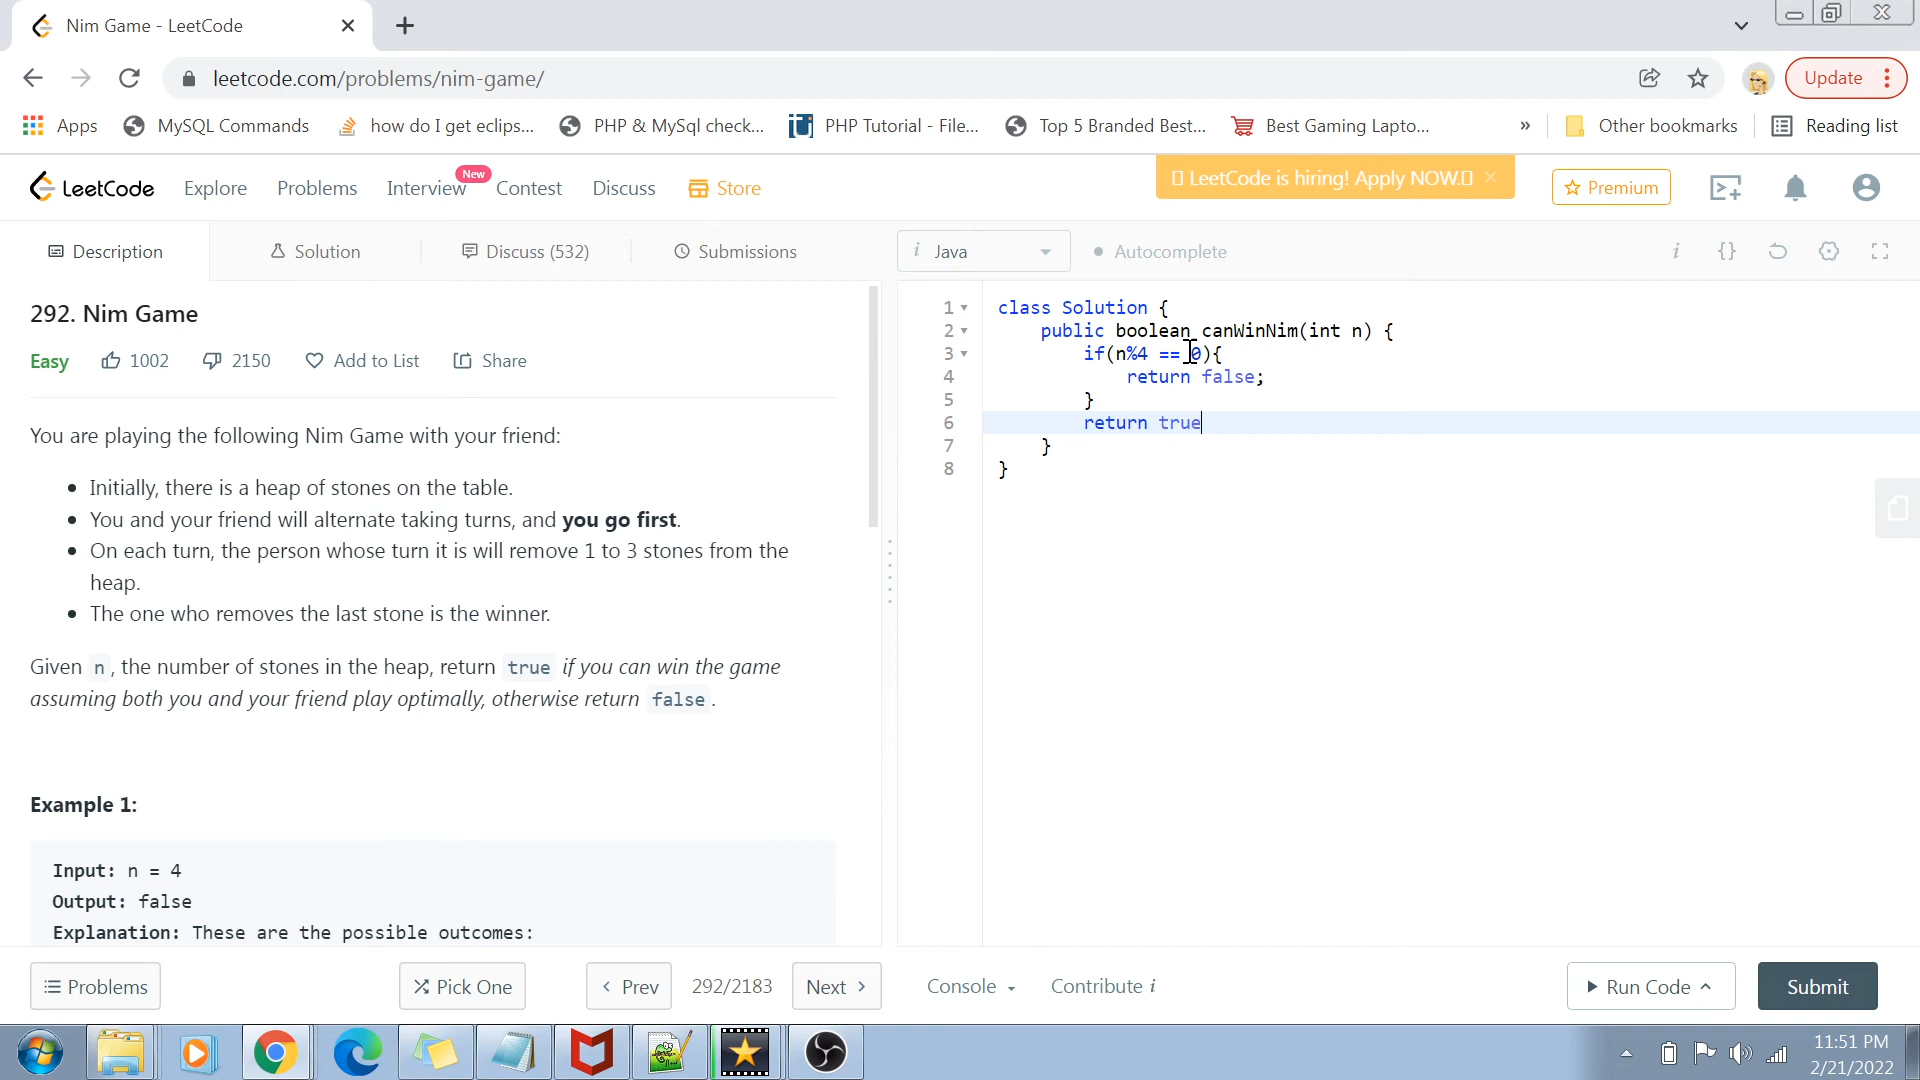 Nim Game - LeetCode
leetcode.com/problems/nim-game/
Update
Apps
MySQL Commands
how do I get eclips...
PHP & MySql check...
PHP Tutorial - File...
Top 5 Branded Best...
Best Gaming Lapto...
»
Other bookmarks
Reading list
LeetCode
Explore
Problems
Interview
New
Contest
Discuss
Store
LeetCode is hiring! Apply NOW.
Premium
Description
Solution
Discuss (532)
Submissions
292. Nim Game
Easy
1002
2150
Add to List
Share
You are playing the following Nim Game with your friend:
• Initially, there is a heap of stones on the table.
• You and your friend will alternate taking turns, and you go first.
• On each turn, the person whose turn it is will remove 1 to 3 stones from the
heap.
• The one who removes the last stone is the winner.
Given n, the number of stones in the heap, return true if you can win the game
assuming both you and your friend play optimally, otherwise return false.
Example 1:
Input: n = 4
Output: false
Explanation: These are the possible outcomes:
Problems
Pick One
Prev
292/2183
Next
i Java
Autocomplete
i {}
1 class Solution {
2 public boolean canWinNim(int n) {
3 if(n%4 == 0){
4 return false;
5 }
6 return true
7 }
8 }
Console
Contribute i
Run Code
Submit
11:51 PM
2/21/2022